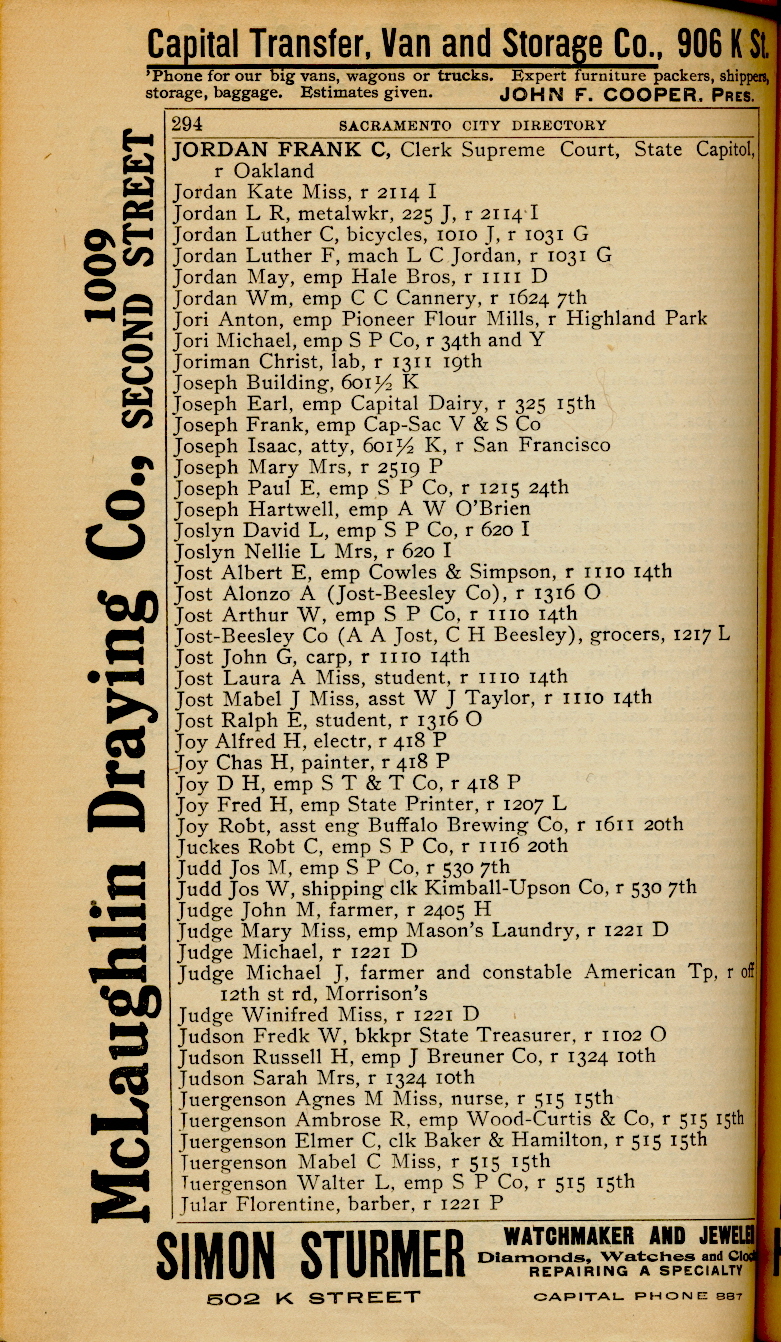 Capital Transfer, Van and Storage Co., 906 K St.
'Phone for our big vans, wagons or trucks. Expert furniture packers, shippers,
storage, baggage. Estimates given. JOHN F. COOPER, PRES.
McLaughlin Draying Co., 1009 SECOND STREET
294 SACRAMENTO CITY DIRECTORY
JORDAN FRANK C, Clerk Supreme Court, State Capitol,
r Oakland
Jordan Kate Miss, r 2114 I
Jordan L R, metalwkr, 225 J, r 2114 I
Jordan Luther C, bicycles, 1010 J, r 1031 G
Jordan Luther F, mach L C Jordan, r 1031 G
Jordan May, emp Hale Bros, r 1111 D
Jordan Wm, emp C C Cannery, r 1624 7th
Jori Anton, emp Pioneer Flour Mills, r Highland Park
Jori Michael, emp S P Co, r 34th and Y
Joriman Christ, lab, r 1311 19th
Joseph Building, 601½ K
Joseph Earl, emp Capital Dairy, r 325 15th
Joseph Frank, emp Cap-Sac V & S Co
Joseph Isaac, atty, 601½ K, r San Francisco
Joseph Mary Mrs, r 2519 P
Joseph Paul E, emp S P Co, r 1215 24th
Joseph Hartwell, emp A W O'Brien
Joslyn David L, emp S P Co, r 620 I
Joslyn Nellie L Mrs, r 620 I
Jost Albert E, emp Cowles & Simpson, r 1110 14th
Jost Alonzo A (Jost-Beesley Co), r 1316 O
Jost Arthur W, emp S P Co, r 1110 14th
Jost-Beesley Co (A A Jost, C H Beesley), grocers, 1217 L
Jost John G, carp, r 1110 14th
Jost Laura A Miss, student, r 1110 14th
Jost Mabel J Miss, asst W J Taylor, r 1110 14th
Jost Ralph E, student, r 1316 O
Joy Alfred H, electr, r 418 P
Joy Chas H, painter, r 418 P
Joy D H, emp S T & T Co, r 418 P
Joy Fred H, emp State Printer, r 1207 L
Joy Robt, asst eng Buffalo Brewing Co, r 1611 20th
Juckes Robt C, emp S P Co, r 1116 20th
Judd Jos M, emp S P Co, r 530 7th
Judd Jos W, shipping clk Kimball-Upson Co, r 530 7th
Judge John M, farmer, r 2405 H
Judge Mary Miss, emp Mason's Laundry, r 1221 D
Judge Michael, r 1221 D
Judge Michael J, farmer and constable American Tp, r off
12th st rd, Morrison's
Judge Winifred Miss, r 1221 D
Judson Fredk W, bkkpr State Treasurer, r 1102 O
Judson Russell H, emp J Breuner Co, r 1324 10th
Judson Sarah Mrs, r 1324 10th
Juergenson Agnes M Miss, nurse, r 515 15th
Juergenson Ambrose R, emp Wood-Curtis & Co, r 515 15th
Juergenson Elmer C, clk Baker & Hamilton, r 515 15th
Juergenson Mabel C Miss, r 515 15th
Juergenson Walter L, emp S P Co, r 515 15th
Jular Florentine, barber, r 1221 P
SIMON STURMER
502 K STREET
WATCHMAKER AND JEWELE
Diamonds, Watches and Cloc
REPAIRING A SPECIALTY
CAPITAL PHONE 887